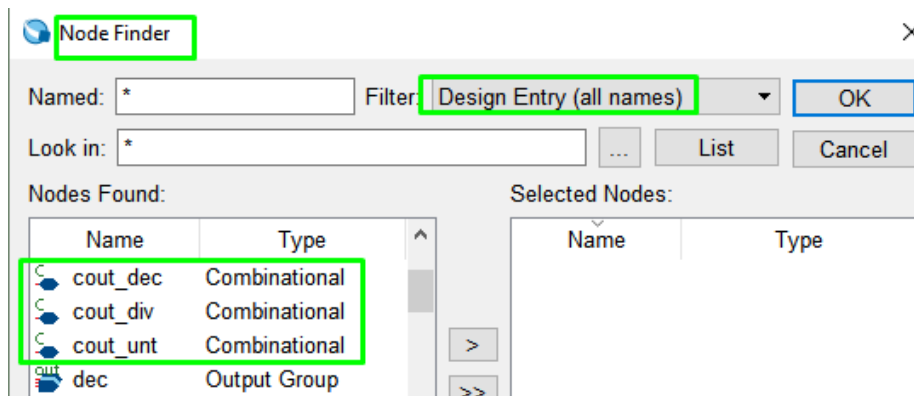 Node Finder
Named: * Filter: Design Entry (all names) OK
Look in: * ... List Cancel
Nodes Found: Selected Nodes:
Name Type Name Type
cout_dec Combinational
cout_div Combinational
cout_unt Combinational >
dec Output Group >>